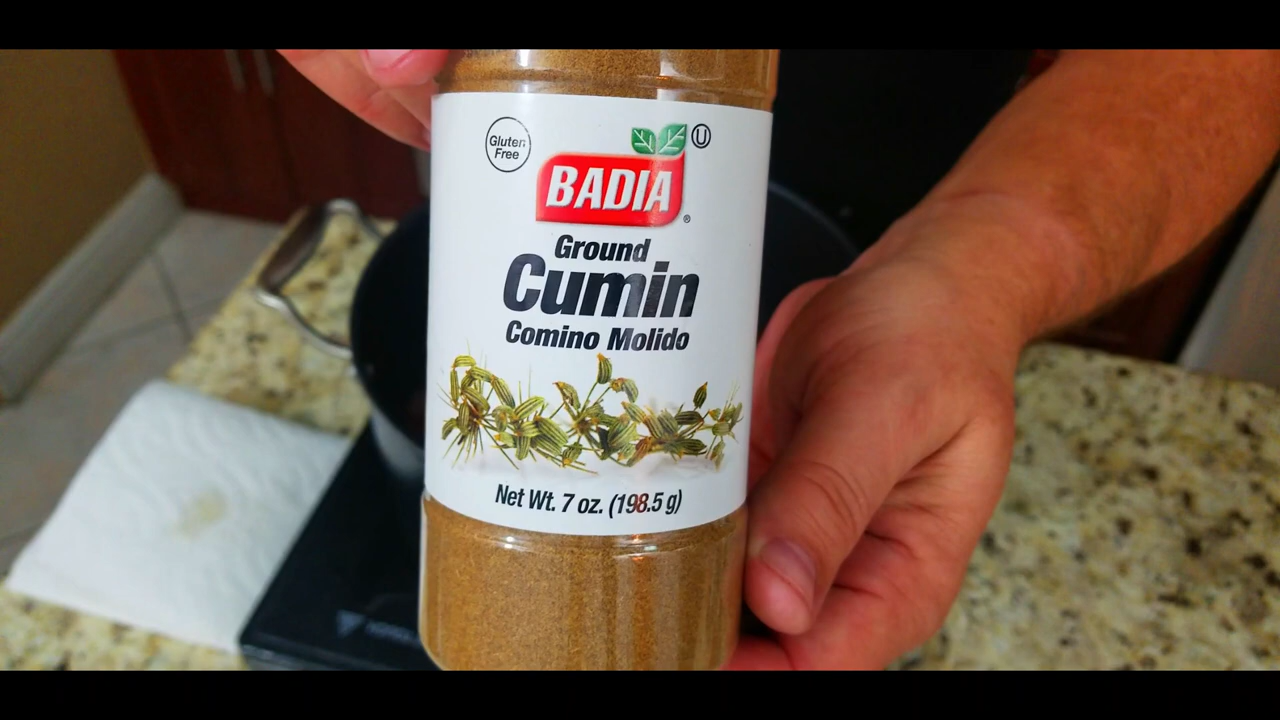 Gluten
Free
U
BADIA
®
Ground
Cumin
Comino Molido
Net Wt. 7 oz. (198.5 g)